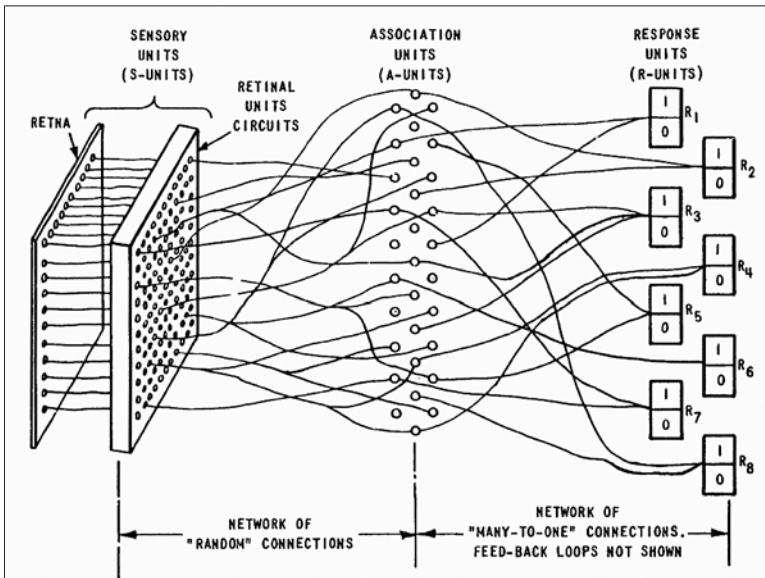 SENSORY
UNITS
(S-UNITS)
ASSOCIATION
UNITS
(A-UNITS)
RESPONSE
UNITS
(R-UNITS)
RETNA
RETINAL
UNITS
CIRCUITS
1
0
R1
1
0
R2
1
0
R3
1
0
R4
1
0
R5
1
0
R6
1
0
R7
1
0
R8
NETWORK OF
"RANDOM" CONNECTIONS
NETWORK OF
"MANY-TO-ONE" CONNECTIONS.
FEED-BACK LOOPS NOT SHOWN